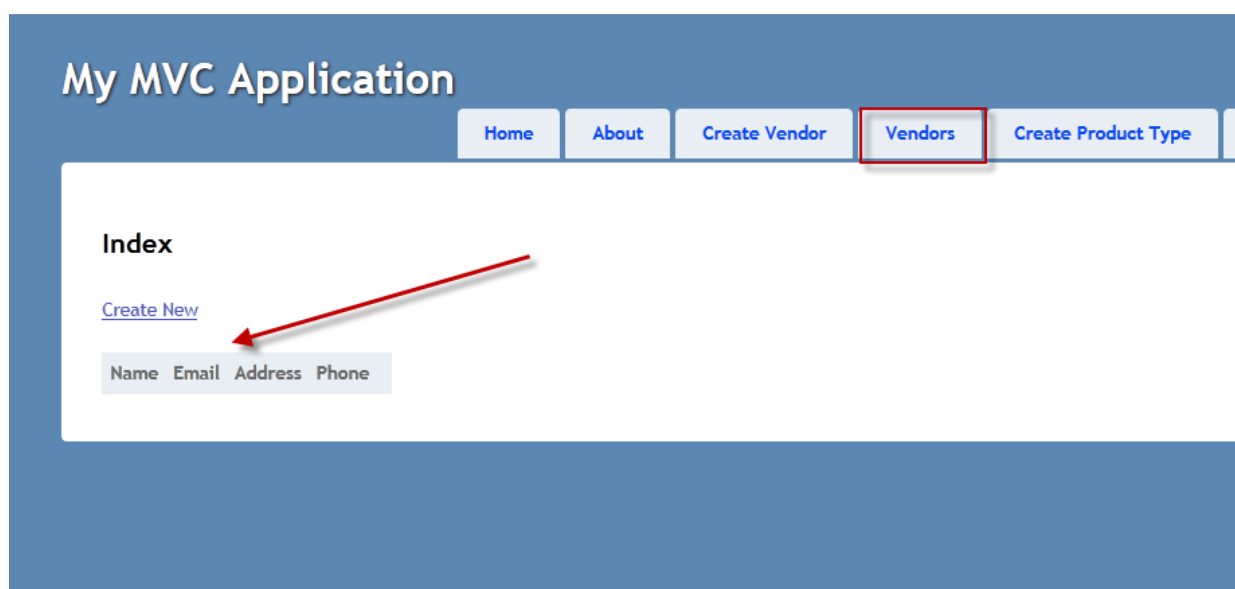 My MVC Application
Home About Create Vendor Vendors Create Product Type
Index
Create New
Name Email Address Phone